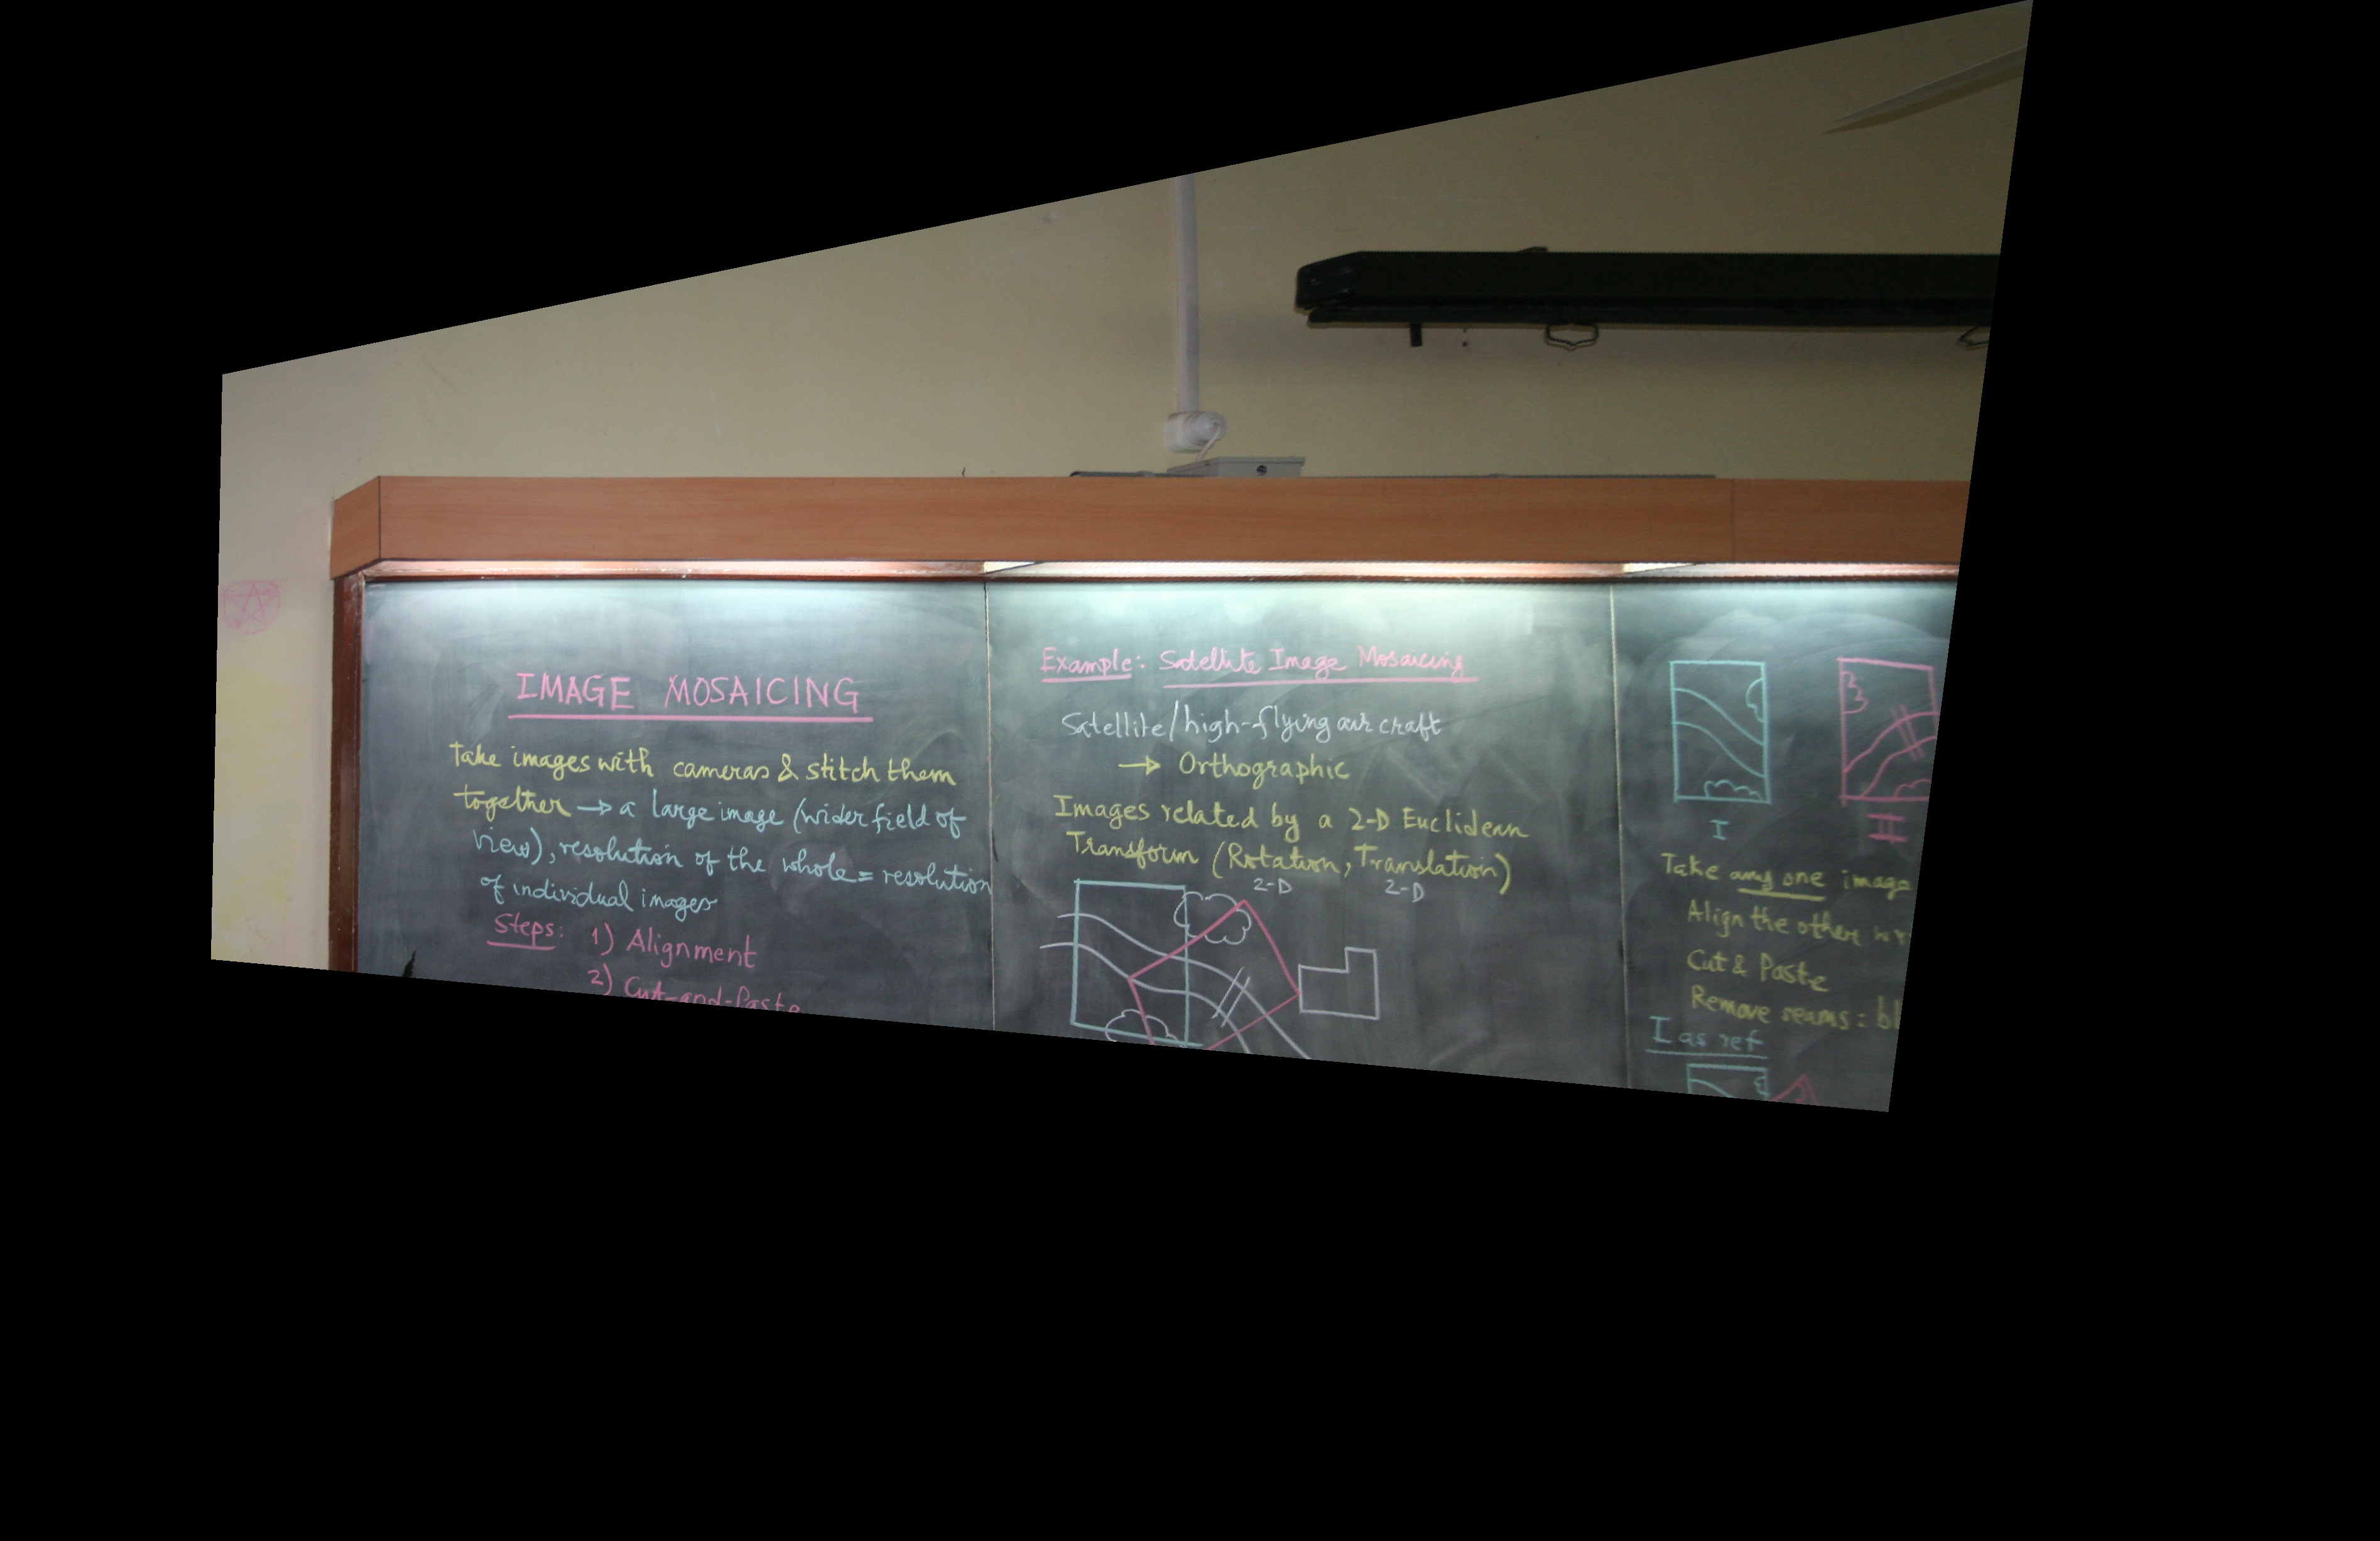 IMAGE MOSAICING
Take images with cameras & stitch them
together → a large image (wider field of
view), resolution of the whole = resolution
of individual images
Steps: 1) Alignment
2) Cut-and-Paste
Example: Satellite Image Mosaicing
Satellite/high-flying air craft
→ Orthographic
Images related by a 2-D Euclidean
Transform (Rotation, Translation)
2-D 2-D
I II
Take any one image
Align the other
Cut & Paste
Remove seams: bl
I as ref